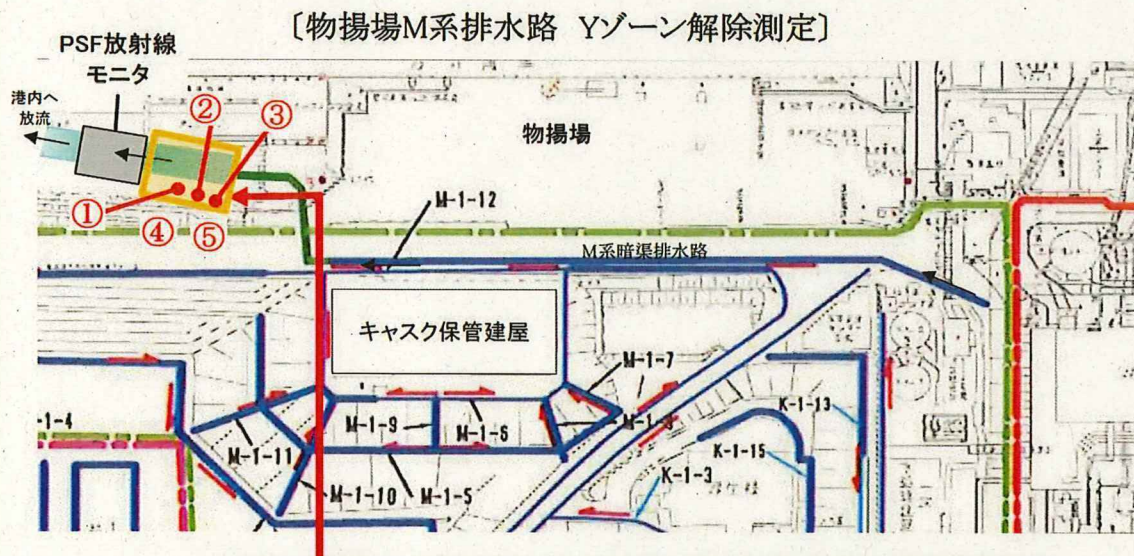 〔物揚場M系排水路 Yゾーン解除測定〕
PSF放射線
モニタ
港内へ
放流
②
③
物揚場
①
④
⑤
M-1-12
M系暗渠排水路
キャスク保管建屋
M-1-7
-1-4
M-1-9
M-1-6
K-1-13
M-1-11
K-1-15
M-1-10
M-1-5
K-1-3